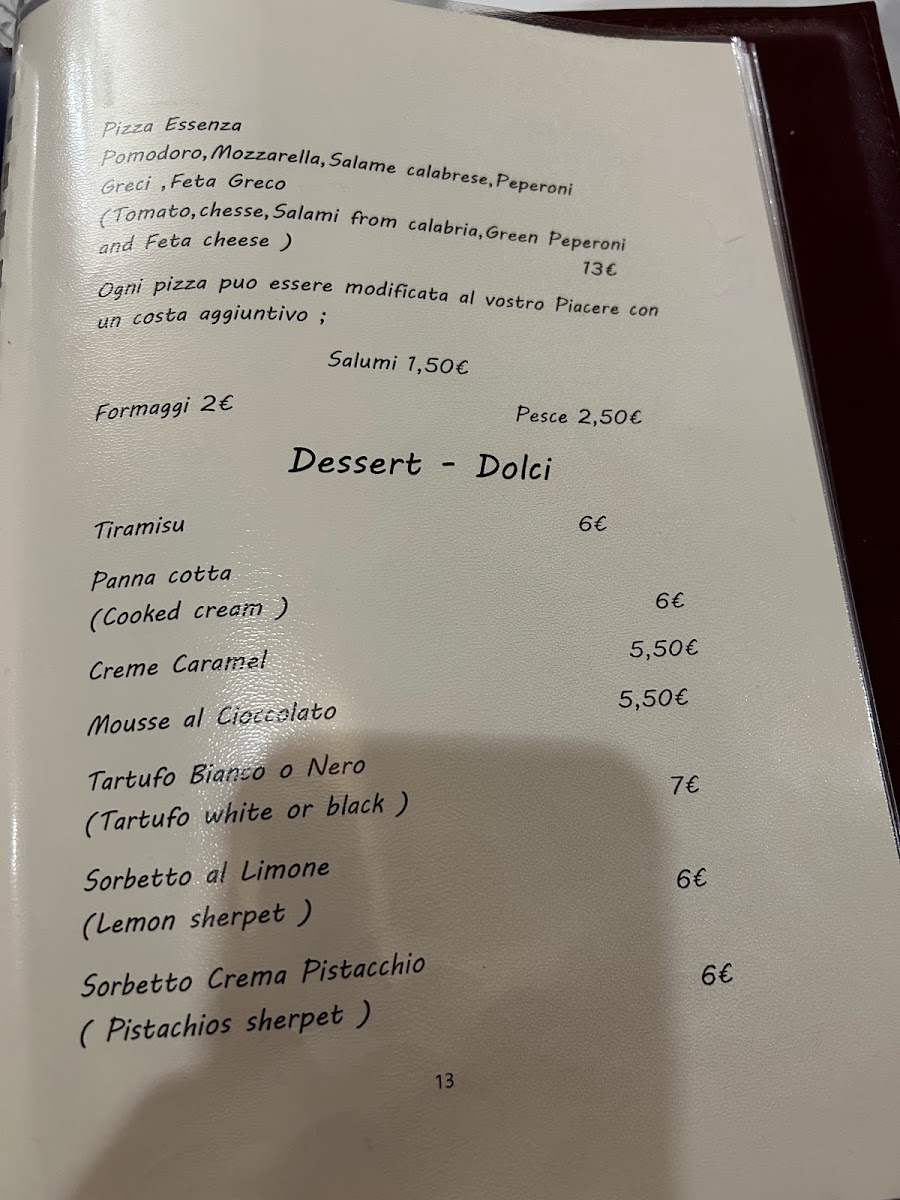 Pizza Essenza
Pomodoro,Mozzarella,Salame calabrese,Peperoni
Greci ,Feta Greco
(Tomato,chesse,Salami from calabria,Green Peperoni
and Feta cheese )
13€
Ogni pizza puo essere modificata al vostro Piacere con
un costa aggiuntivo ;
Salumi 1,50€
Formaggi 2€ Pesce 2,50€
Dessert - Dolci
Tiramisu 6€
Panna cotta
(Cooked cream ) 6€
Creme Caramel 5,50€
Mousse al Cioccolato 5,50€
Tartufo Bianco o Nero
(Tartufo white or black ) 7€
Sorbetto al Limone 6€
(Lemon sherpet )
Sorbetto Crema Pistacchio 6€
( Pistachios sherpet )
13